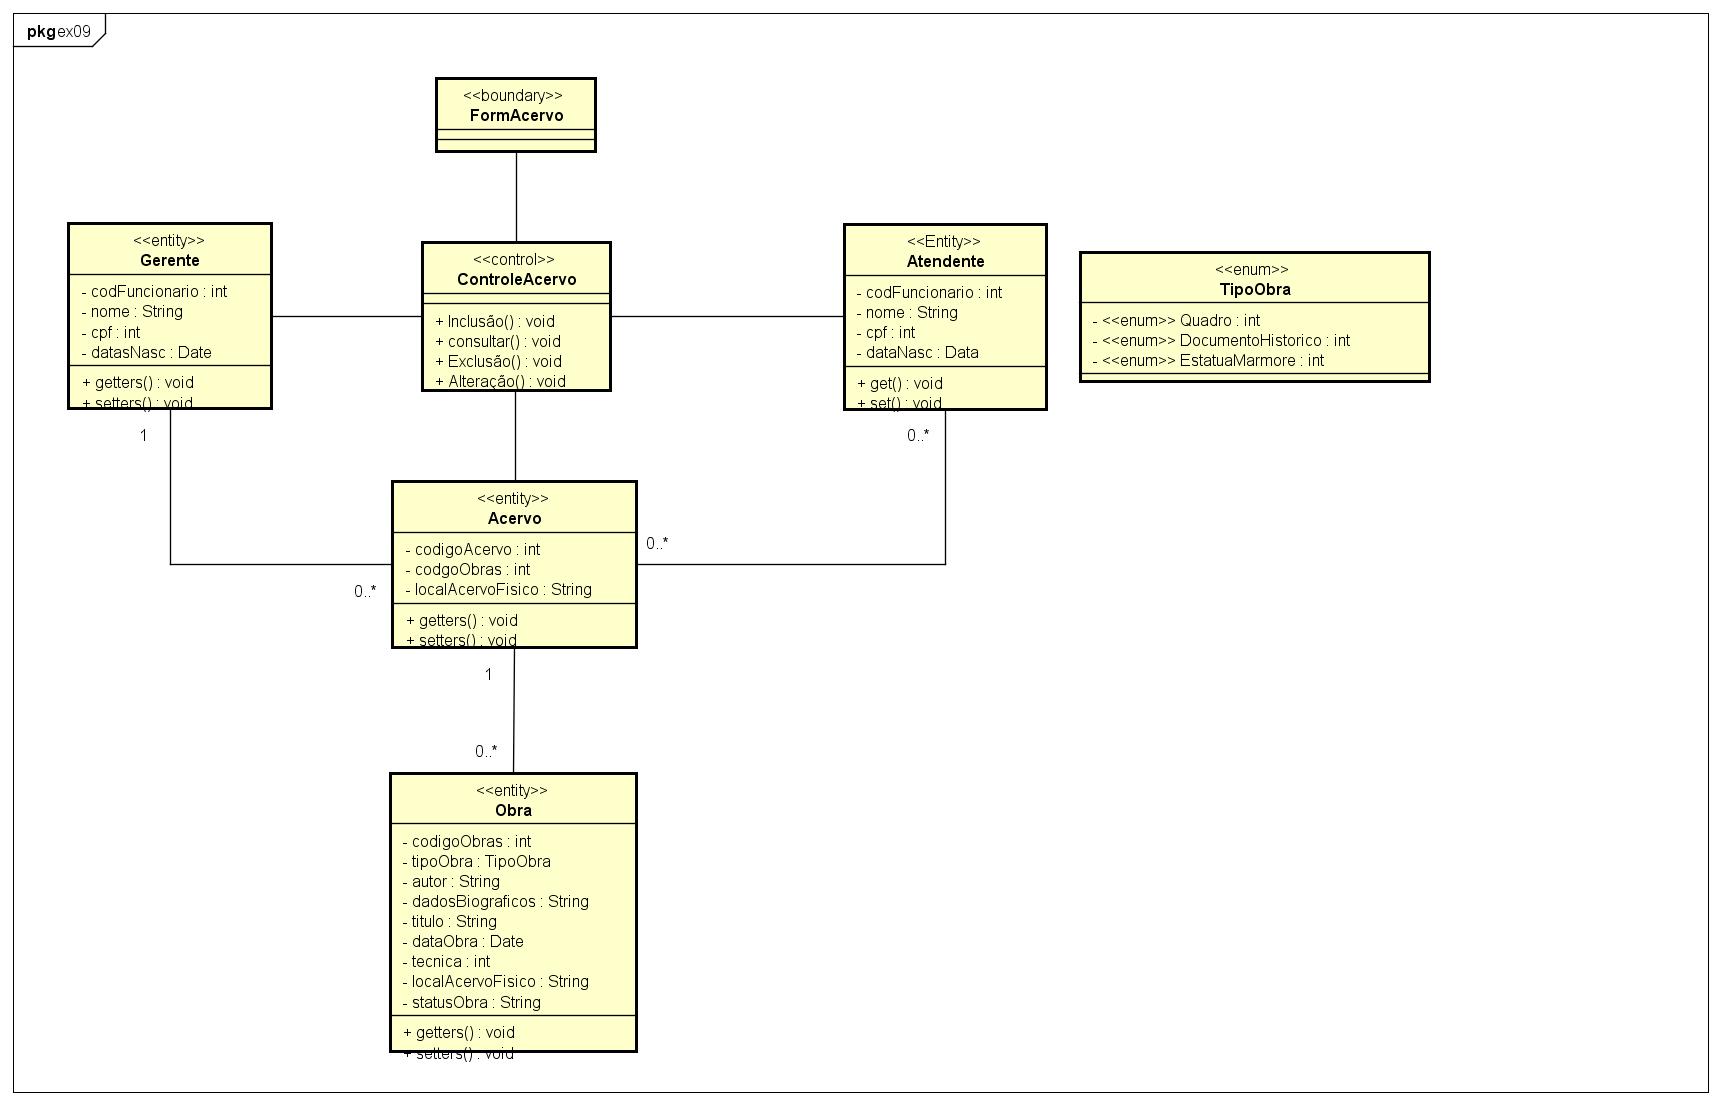 pkg ex09
<<boundary>>
FormAcervo
<<entity>>
Gerente
- codFuncionario : int
- nome : String
- cpf : int
- datasNasc : Date
+ getters() : void
+ setters() : void
<<control>>
ControleAcervo
+ Inclusão() : void
+ consultar() : void
+ Exclusão() : void
+ Alteração() : void
<<Entity>>
Atendente
- codFuncionario : int
- nome : String
- cpf : int
- dataNasc : Data
+ get() : void
+ set() : void
<<enum>>
TipoObra
- <<enum>> Quadro : int
- <<enum>> DocumentoHistorico : int
- <<enum>> EstatuaMarmore : int
1
0..*
0..*
0..*
<<entity>>
Acervo
- codigoAcervo : int
- codgoObras : int
- localAcervoFisico : String
+ getters() : void
+ setters() : void
1
0..*
<<entity>>
Obra
- codigoObras : int
- tipoObra : TipoObra
- autor : String
- dadosBiograficos : String
- titulo : String
- dataObra : Date
- tecnica : int
- localAcervoFisico : String
- statusObra : String
+ getters() : void
+ setters() : void